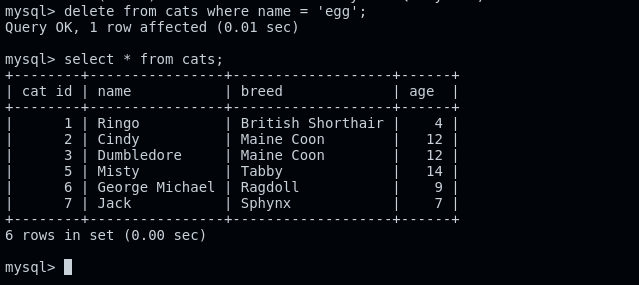 mysql> delete from cats where name = 'egg';
Query OK, 1 row affected (0.01 sec)
mysql> select * from cats;
+--------+----------------+-------------------+------+
| cat id | name           | breed             | age  |
+--------+----------------+-------------------+------+
|      1 | Ringo          | British Shorthair |    4 |
|      2 | Cindy          | Maine Coon        |   12 |
|      3 | Dumbledore     | Maine Coon        |   12 |
|      5 | Misty          | Tabby             |   14 |
|      6 | George Michael | Ragdoll           |    9 |
|      7 | Jack           | Sphynx            |    7 |
+--------+----------------+-------------------+------+
6 rows in set (0.00 sec)
mysql>